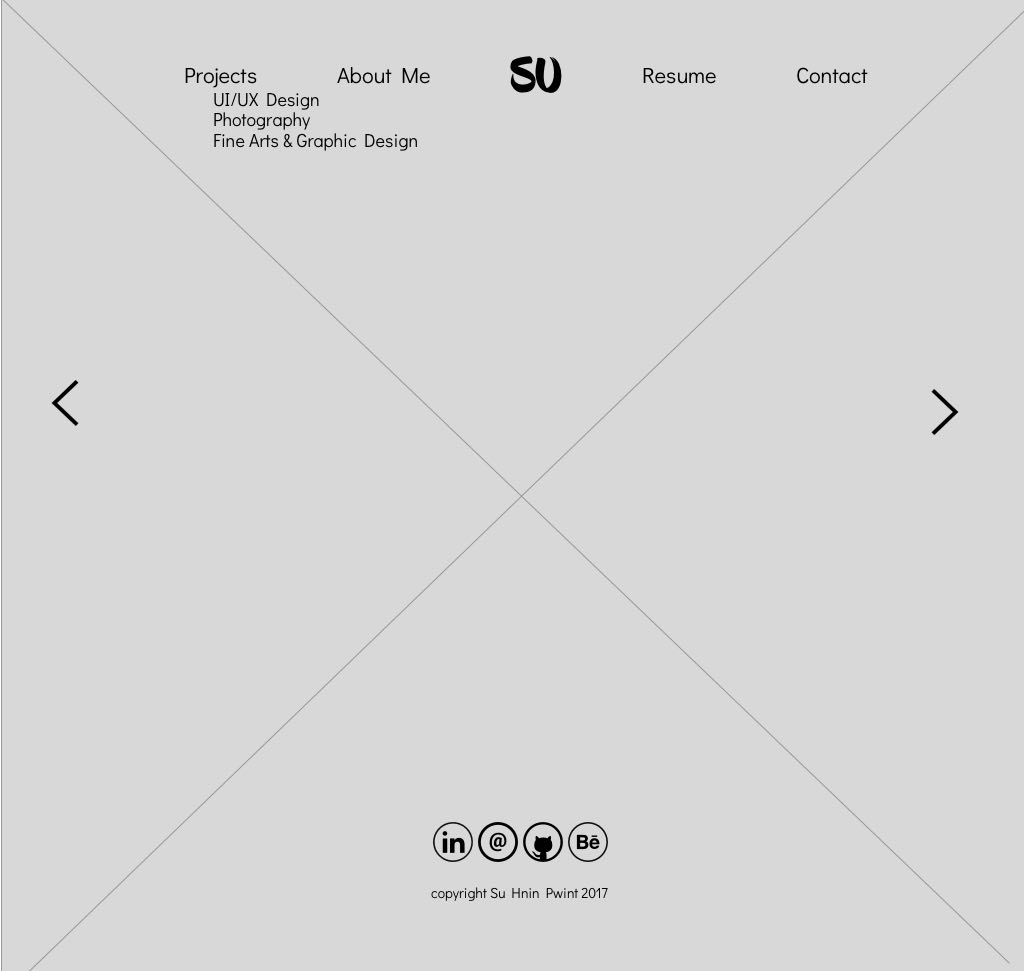 Projects About Me SU Resume Contact
UI/UX Design
Photography
Fine Arts & Graphic Design
in @ Bē
copyright Su Hnin Pwint 2017